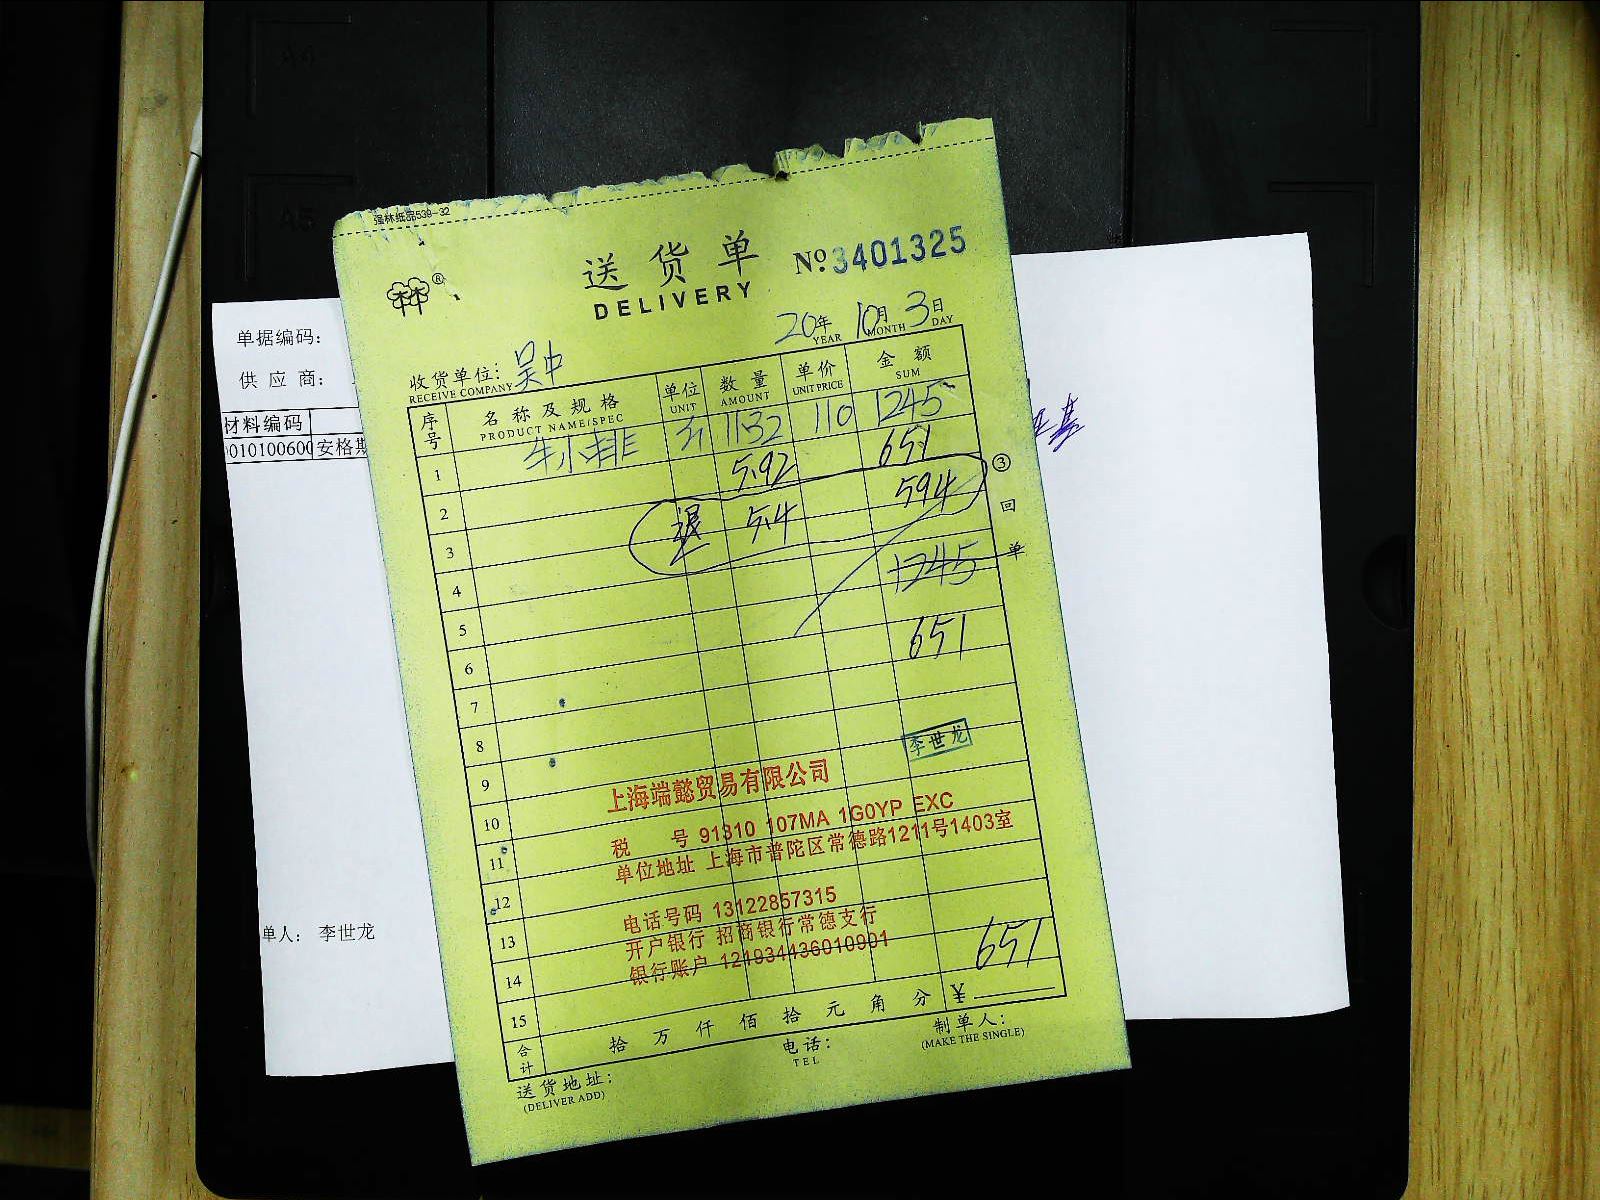 A4
A5
强林纸品539-32
®
送货单
DELIVERY
No 3401325
20年 10月 3日
YEAR MONTH DAY
收货单位: 吴中
RECEIVE COMPANY
序号 名称及规格 单位 数量 单价 金额
PRODUCT NAME/SPEC UNIT AMOUNT UNIT PRICE SUM
牛小排 斤 1132 110 1245
1 5.92 651
2 退 5.4 594
3
4 1245
5
6 651
7
8
9 李世龙
10
11
12
13
14
15
上海端懿贸易有限公司
税 号 91310 107MA 1G0YP EXC
单位地址 上海市普陀区常德路1211号1403室
电话号码 13122857315
开户银行 招商银行常德支行
银行账户 121934436010901
651
合计 拾 万 仟 佰 拾 元 角 分 ¥
送货地址:
(DELIVER ADD)
电话:
TEL
制单人:
(MAKE THE SINGLE)
③回单
单据编码:
供 应 商:
材料编码
010100600 安格斯
单人: 李世龙